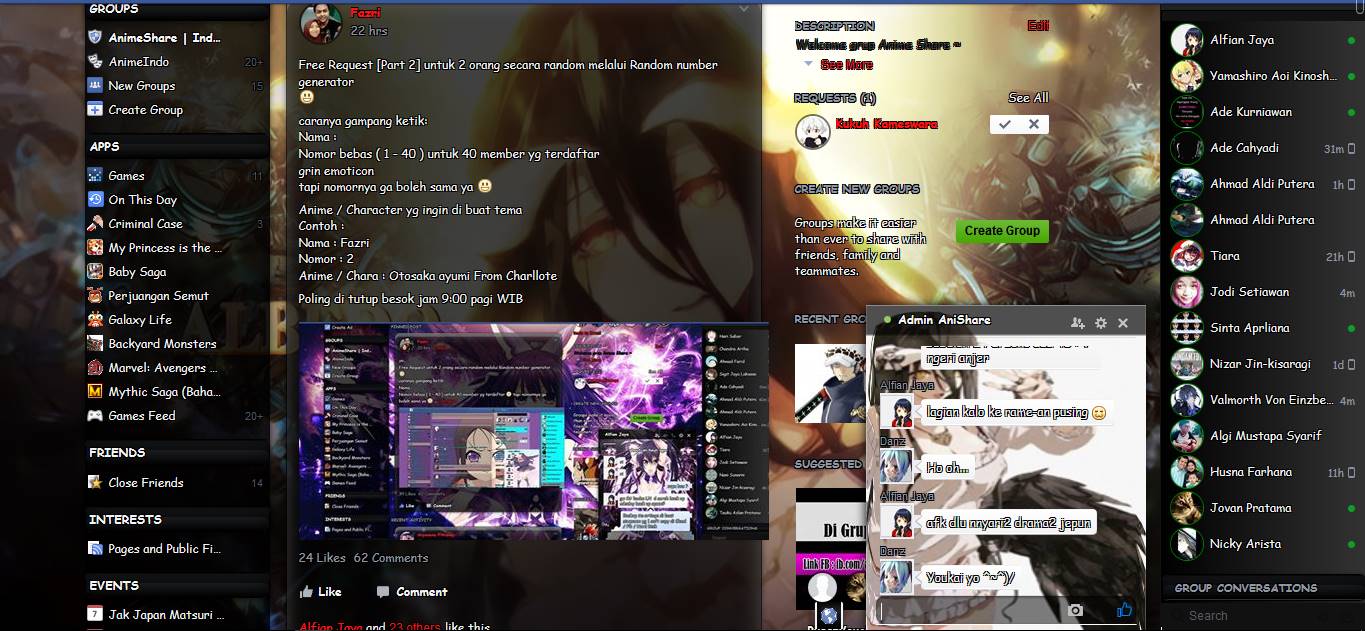 GROUPS
AnimeShare | Ind...
AnimeIndo 20+
New Groups 15
Create Group
APPS
Games 11
On This Day
Criminal Case 3
My Princess is the ...
Baby Saga
Perjuangan Semut
Galaxy Life
Backyard Monsters
Marvel: Avengers ...
Mythic Saga (Baha...
Games Feed 20+
FRIENDS
Close Friends 14
INTERESTS
Pages and Public Fi...
EVENTS
7 Jak Japan Matsuri ...
Fazri
22 hrs
Free Request [Part 2] untuk 2 orang secara random melalui Random number
generator
caranya gampang ketik:
Nama :
Nomor bebas ( 1 - 40 ) untuk 40 member yg terdaftar
grin emoticon
tapi nomornya ga boleh sama ya
Anime / Character yg ingin di buat tema
Contoh :
Nama : Fazri
Nomor : 2
Anime / Chara : Otosaka ayumi From Charllote
Poling di tutup besok jam 9:00 pagi WIB
24 Likes 62 Comments
Like Comment
Alfian Jaya and 23 others like this
DESCRIPTION Edit
Welcome grup Anime Share ~
See More
REQUESTS (1) See All
Kukuh Kameswara
CREATE NEW GROUPS
Groups make it easier
than ever to share with
friends, family and
teammates.
Create Group
RECENT GRO
SUGGESTED
Di Gru
Link FB : fb.com/
Admin AniShare
ngeri anjer
Alfian Jaya
lagian kalo ke rame-an pusing
Danz
Ho oh...
Alfian Jaya
afk dlu nnyari2 drama2 jepun
Danz
Youkai yo ^~^)/
Alfian Jaya
Yamashiro Aoi Kinosh...
Ade Kurniawan
Ade Cahyadi 31m
Ahmad Aldi Putera 1h
Ahmad Aldi Putera
Tiara 21h
Jodi Setiawan 4m
Sinta Aprliana
Nizar Jin-kisaragi 1d
Valmorth Von Einzbe... 4m
Algi Mustapa Syarif
Husna Farhana 11h
Jovan Pratama
Nicky Arista
GROUP CONVERSATIONS
Search